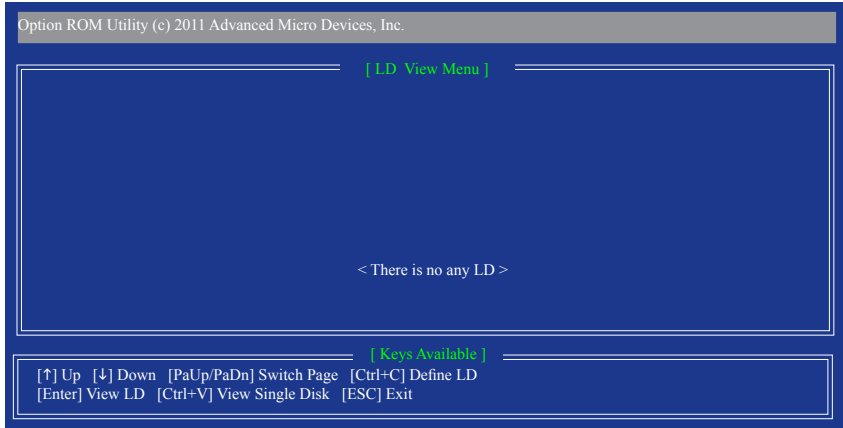 Option ROM Utility (c) 2011 Advanced Micro Devices, Inc.
[ LD View Menu ]
< There is no any LD >
[ Keys Available ]
[↑] Up [↓] Down [PaUp/PaDn] Switch Page [Ctrl+C] Define LD
[Enter] View LD [Ctrl+V] View Single Disk [ESC] Exit